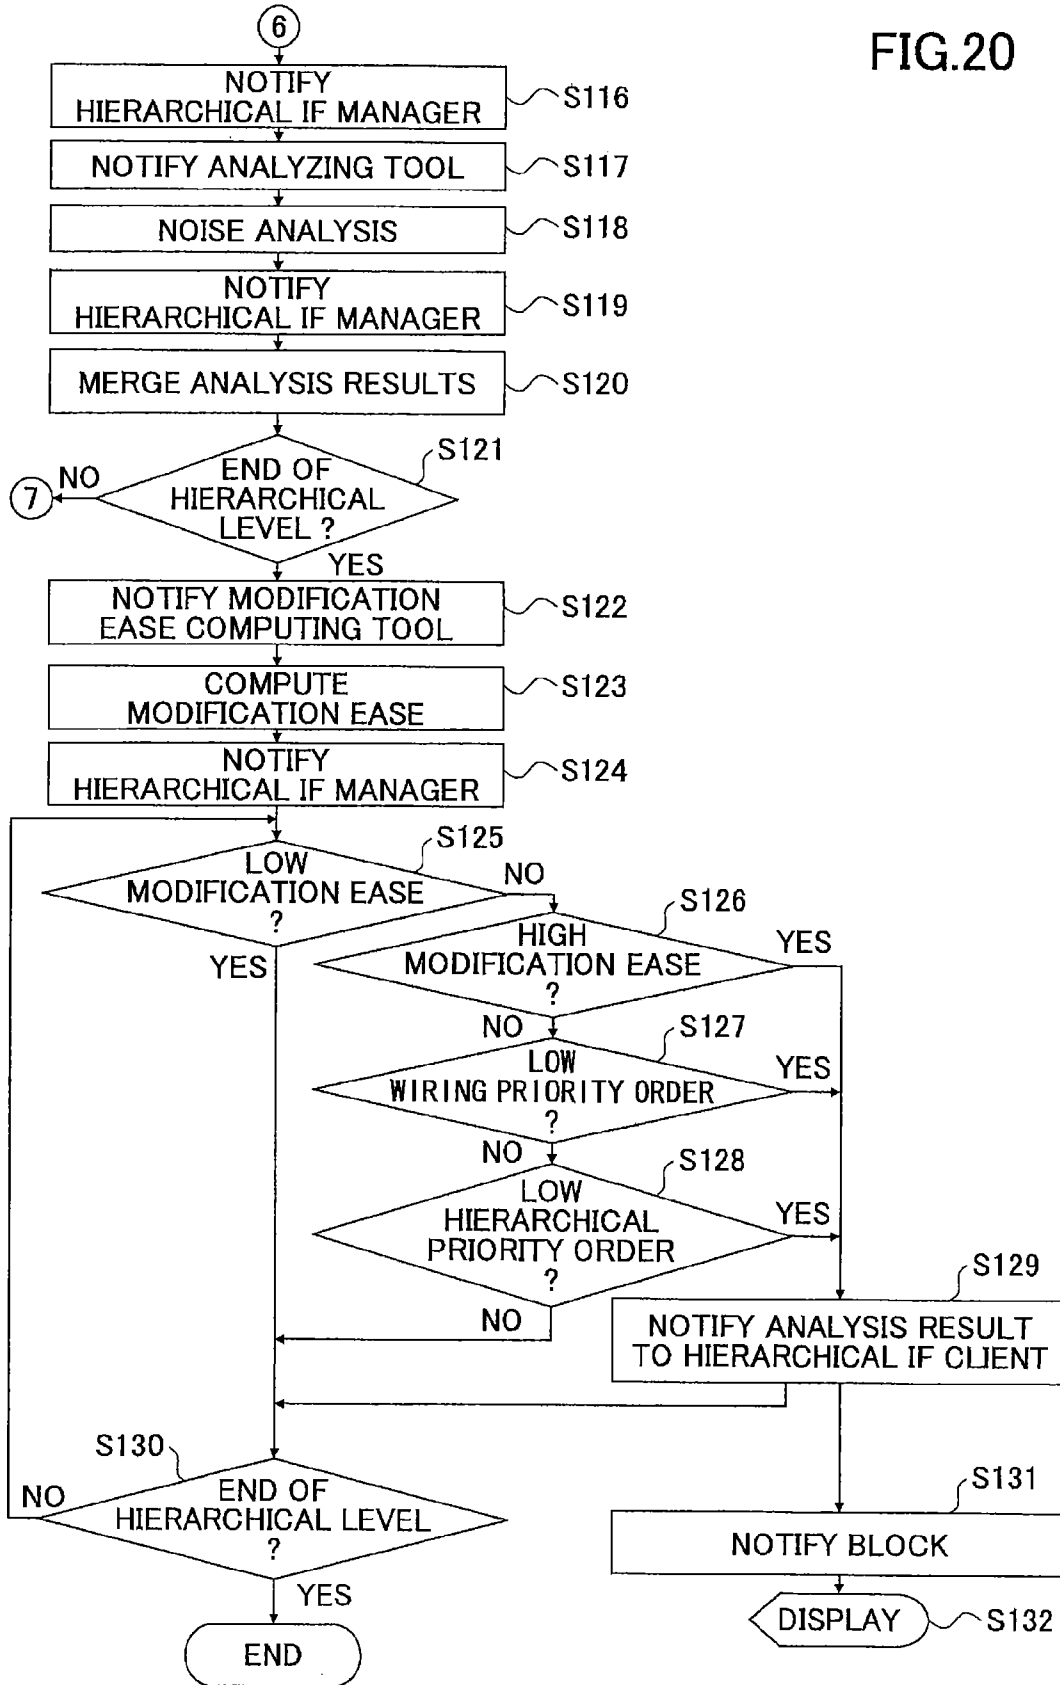 FIG.20
6
NOTIFY
HIERARCHICAL IF MANAGER
S116
NOTIFY ANALYZING TOOL
S117
NOISE ANALYSIS
S118
NOTIFY
HIERARCHICAL IF MANAGER
S119
MERGE ANALYSIS RESULTS
S120
S121
END OF
HIERARCHICAL
LEVEL ?
NO
7
YES
NOTIFY MODIFICATION
EASE COMPUTING TOOL
S122
COMPUTE
MODIFICATION EASE
S123
NOTIFY
HIERARCHICAL IF MANAGER
S124
S125
LOW
MODIFICATION EASE
?
NO
YES
S126
HIGH
MODIFICATION EASE
?
YES
NO
S127
LOW
WIRING PRIORITY ORDER
?
YES
NO
S128
LOW
HIERARCHICAL
PRIORITY ORDER
?
YES
NO
S129
NOTIFY ANALYSIS RESULT
TO HIERARCHICAL IF CLIENT
S130
END OF
HIERARCHICAL LEVEL
?
NO
YES
END
S131
NOTIFY BLOCK
DISPLAY
S132